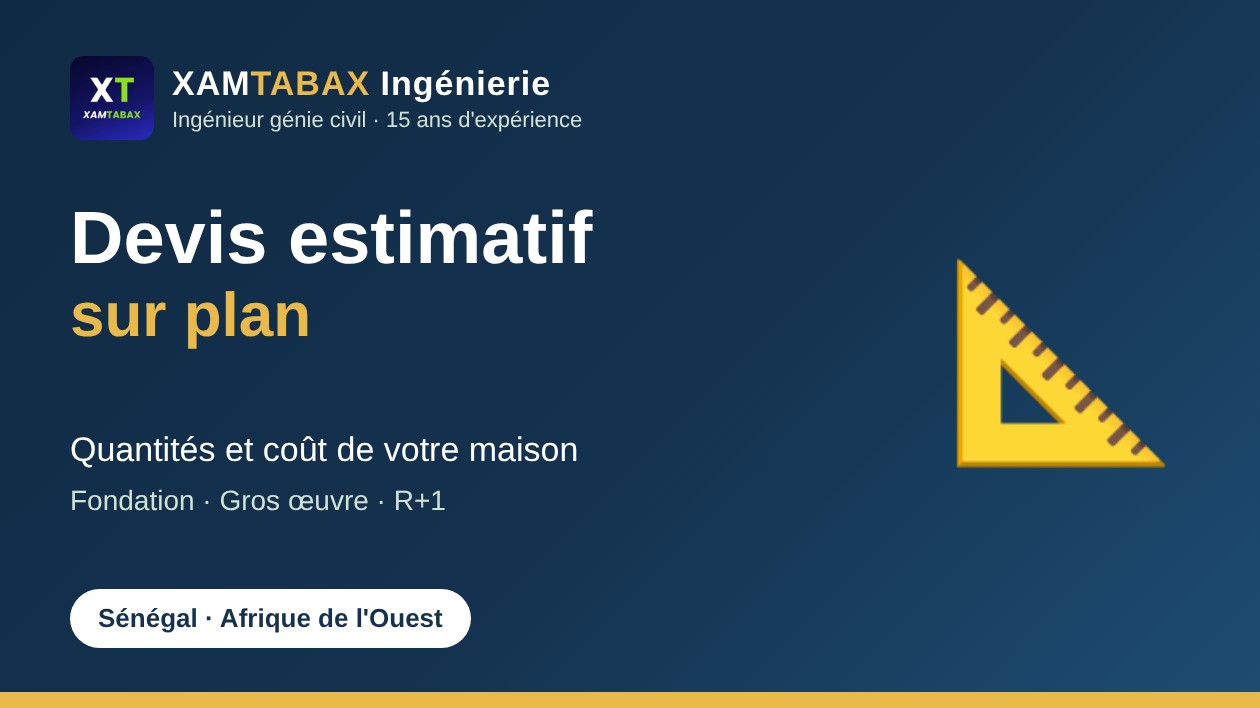 XT
XAMTABAX
XAMTABAX Ingénierie
Ingénieur génie civil · 15 ans d'expérience
Devis estimatif
sur plan
Quantités et coût de votre maison
Fondation · Gros œuvre · R+1
Sénégal · Afrique de l'Ouest